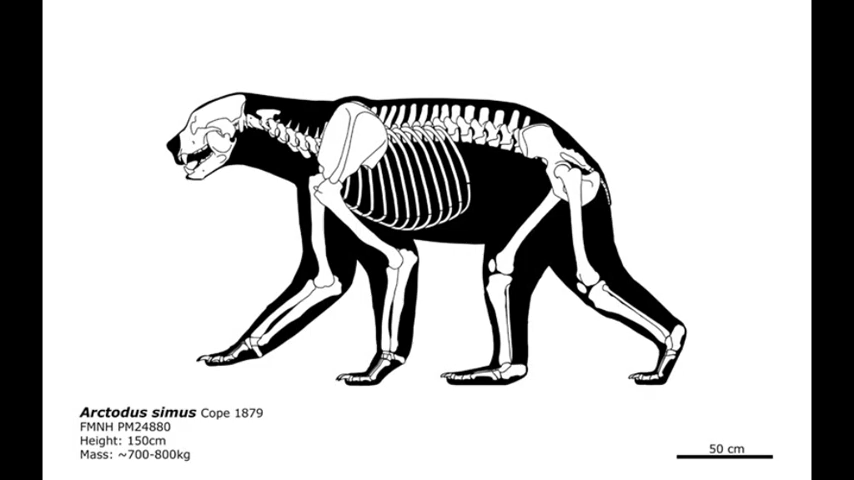 Arctodus simus Cope 1879
FMNH PM24880
Height: 150cm
Mass: ~700-800kg
50 cm